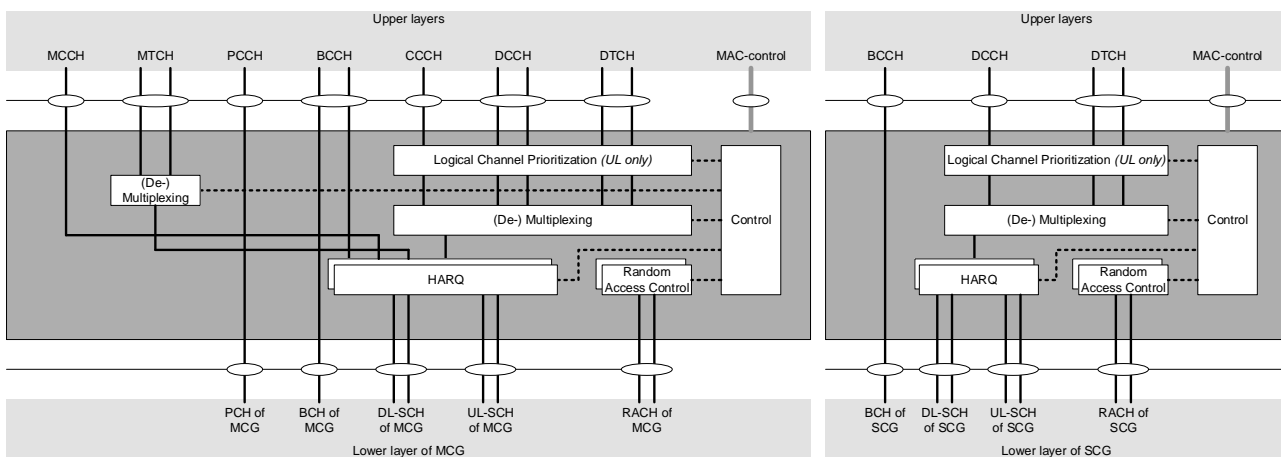 Upper layers
Upper layers
MCCH MTCH PCCH BCCH CCCH DCCH DTCH MAC-control
BCCH DCCH DTCH MAC-control
Logical Channel Prioritization (UL only)
Logical Channel Prioritization (UL only)
(De-)
Multiplexing
(De-) Multiplexing
Control
(De-) Multiplexing
Control
HARQ
Random
Access Control
HARQ
Random
Access Control
PCH of
MCG
BCH of
MCG
DL-SCH
of MCG
UL-SCH
of MCG
RACH of
MCG
BCH of
SCG
DL-SCH
of SCG
UL-SCH
of SCG
RACH of
SCG
Lower layer of MCG
Lower layer of SCG